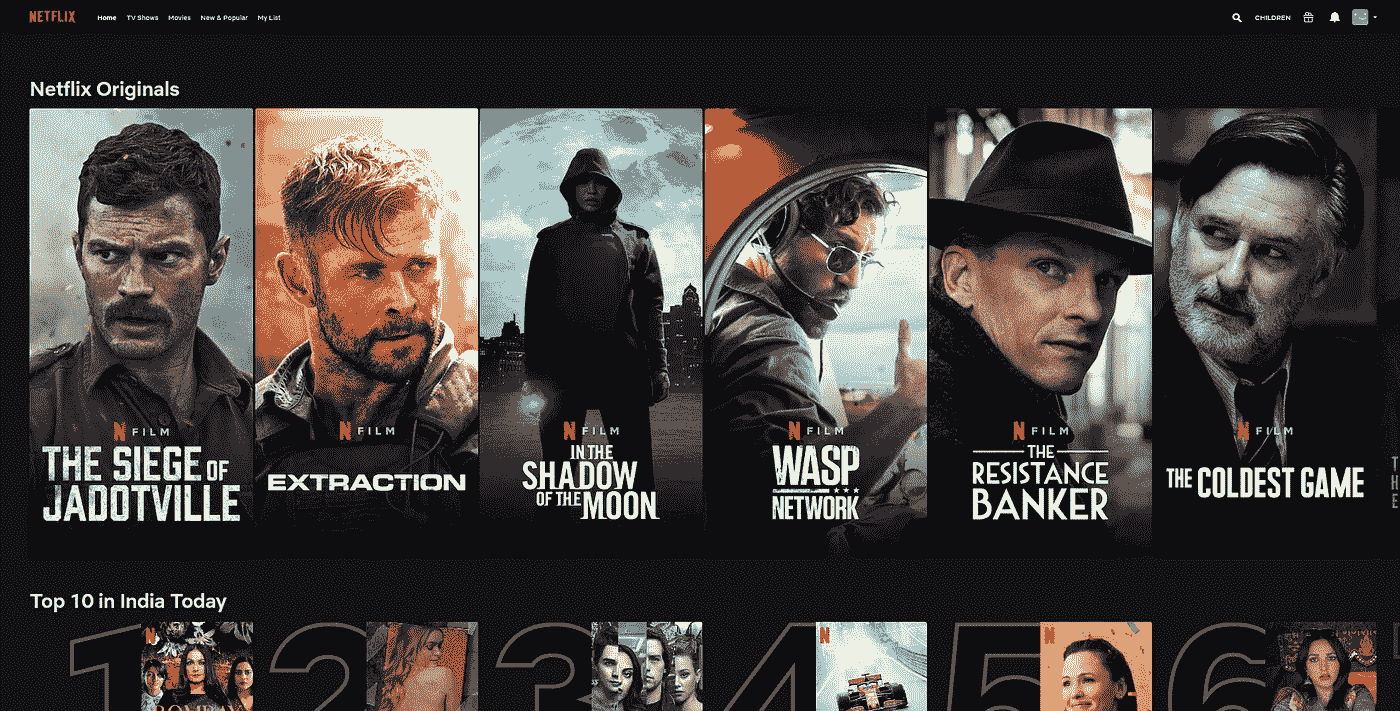 NETFLIX
Home TV Shows Movies New & Popular My List
CHILDREN
Netflix Originals
N FILM
THE SIEGE OF
JADOTVILLE
N FILM
EXTRACTION
N FILM
IN THE
SHADOW
OF THE MOON
N FILM
WASP
NETWORK
N FILM
THE
RESISTANCE
BANKER
N FILM
THE COLDEST GAME
T
H
E
Top 10 in India Today
1 2 3 4 5 6
N
N
N